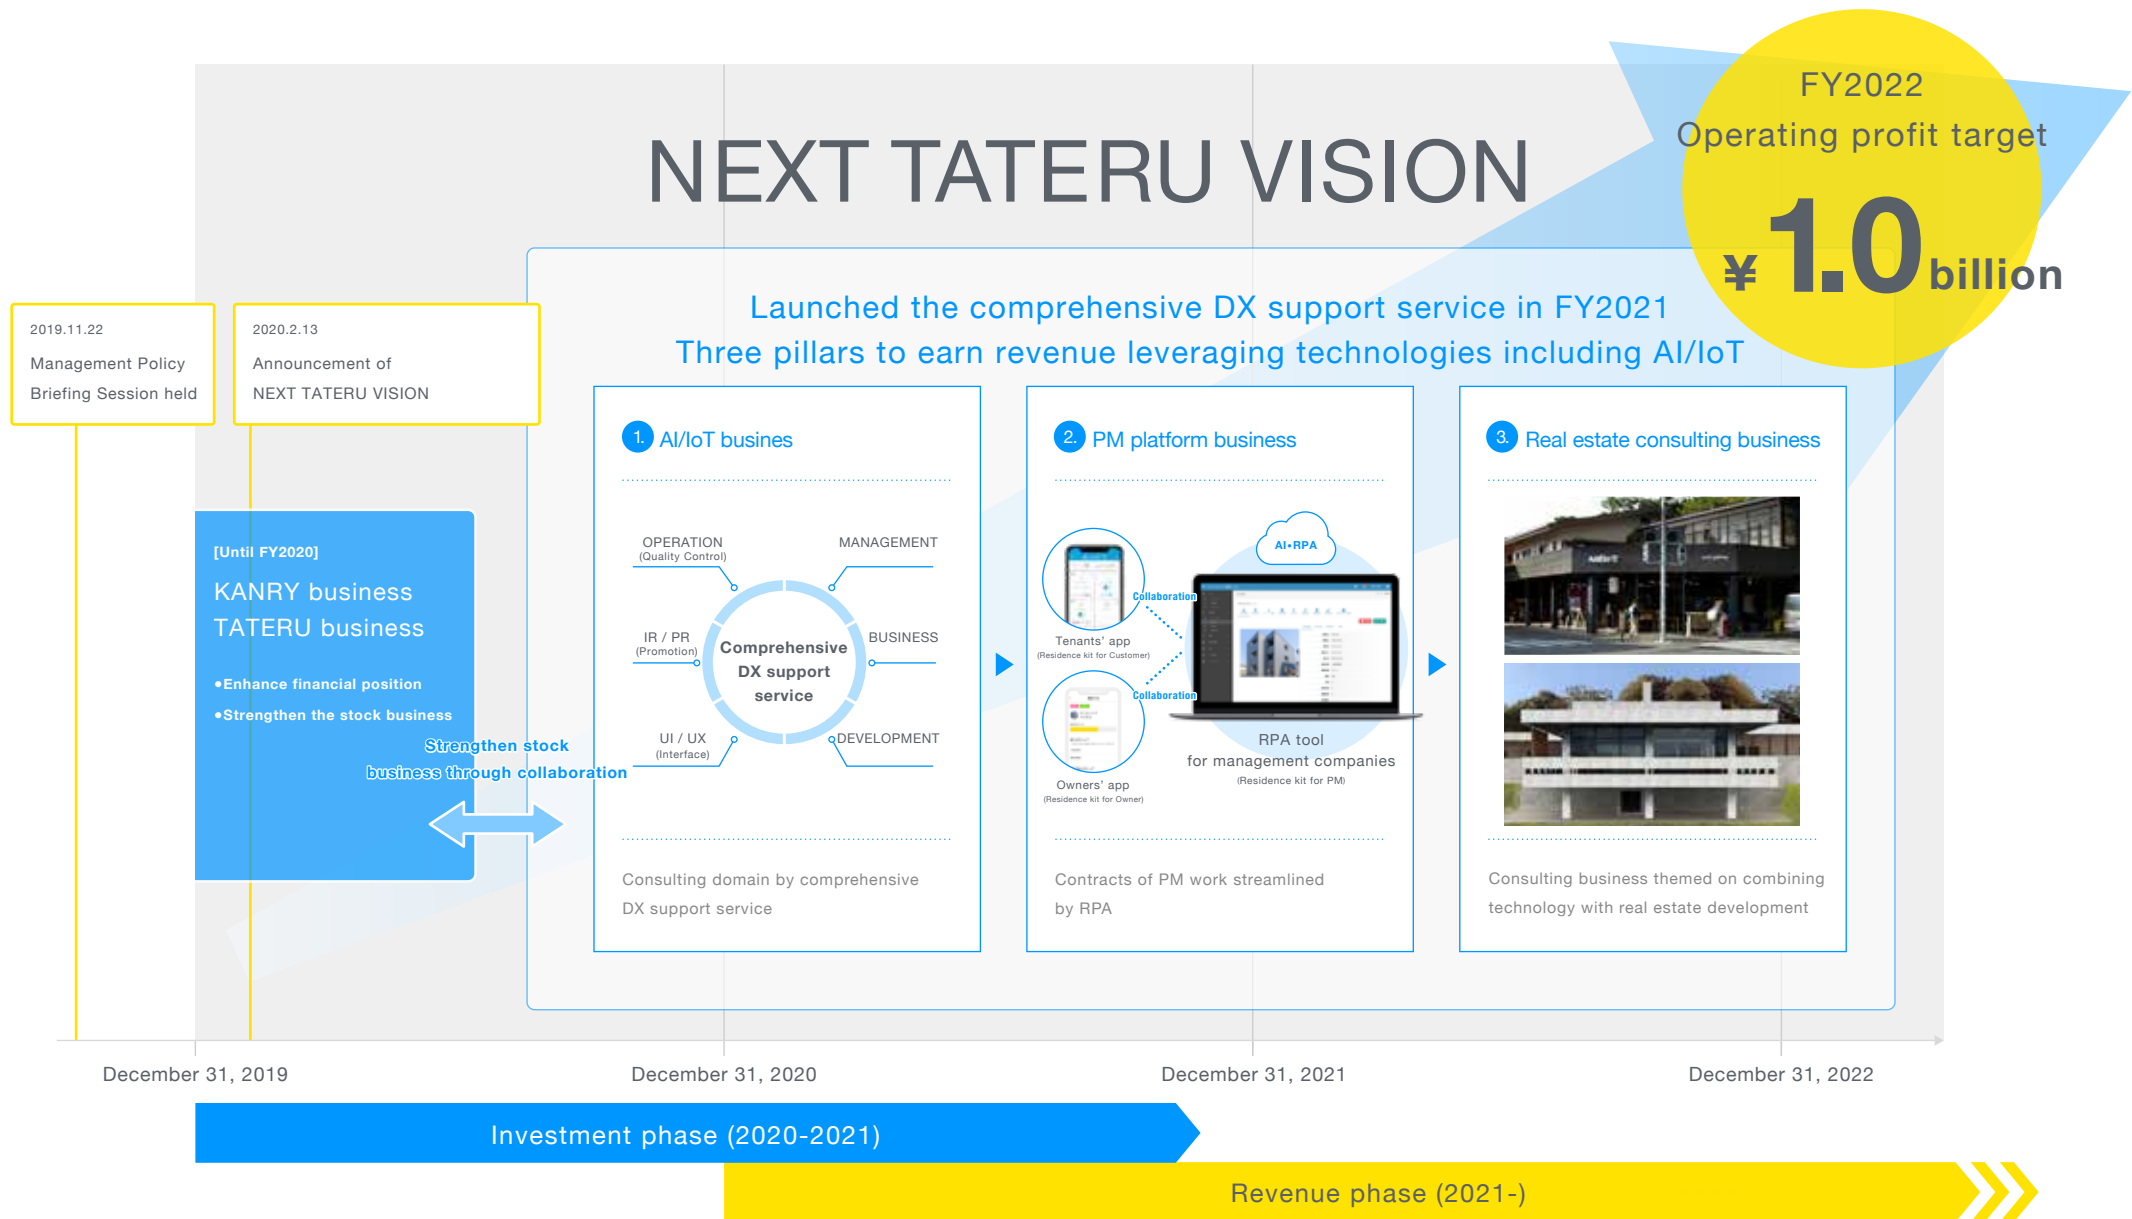 FY2022
Operating profit target
¥ 1.0 billion
NEXT TATERU VISION
Launched the comprehensive DX support service in FY2021
Three pillars to earn revenue leveraging technologies including AI/IoT
2019.11.22
Management Policy
Briefing Session held
2020.2.13
Announcement of
NEXT TATERU VISION
[Until FY2020]
KANRY business
TATERU business
•Enhance financial position
•Strengthen the stock business
Strengthen stock
business through collaboration
1. AI/IoT busines
OPERATION
(Quality Control)
MANAGEMENT
IR / PR
(Promotion)
BUSINESS
Comprehensive
DX support
service
UI / UX
(Interface)
DEVELOPMENT
Consulting domain by comprehensive
DX support service
2. PM platform business
AI•RPA
Collaboration
Tenants' app
(Residence kit for Customer)
Collaboration
Owners' app
(Residence kit for Owner)
RPA tool
for management companies
(Residence kit for PM)
Contracts of PM work streamlined
by RPA
3. Real estate consulting business
Consulting business themed on combining
technology with real estate development
December 31, 2019
December 31, 2020
December 31, 2021
December 31, 2022
Investment phase (2020-2021)
Revenue phase (2021-)